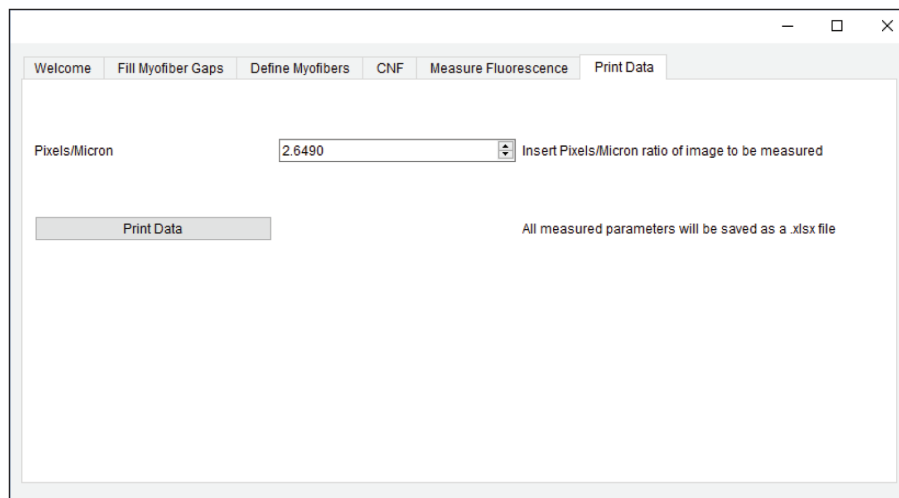 Welcome Fill Myofiber Gaps Define Myofibers CNF Measure Fluorescence Print Data
Pixels/Micron 2.6490 Insert Pixels/Micron ratio of image to be measured
Print Data All measured parameters will be saved as a .xlsx file